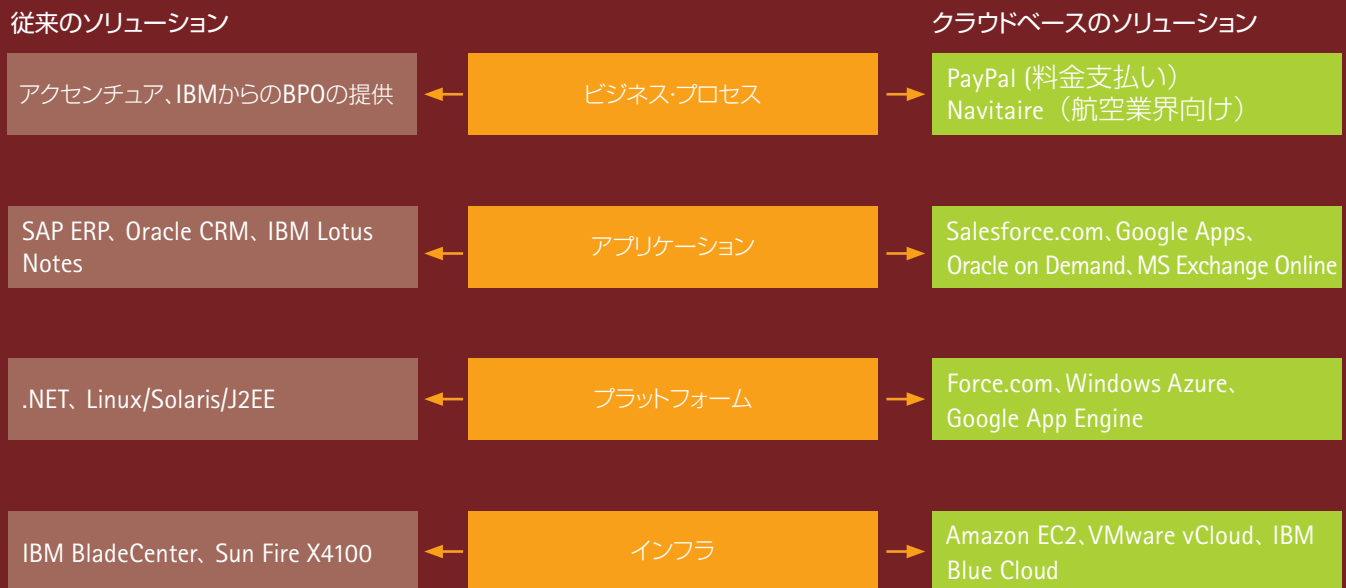 従来のソリューション
クラウドベースのソリューション
アクセンチュア、IBMからのBPOの提供
ビジネス・プロセス
PayPal (料金支払い）
Navitaire（航空業界向け）
SAP ERP、Oracle CRM、IBM Lotus
Notes
アプリケーション
Salesforce.com、Google Apps、
Oracle on Demand、MS Exchange Online
.NET、Linux/Solaris/J2EE
プラットフォーム
Force.com、Windows Azure、
Google App Engine
IBM BladeCenter、Sun Fire X4100
インフラ
Amazon EC2、VMware vCloud、IBM
Blue Cloud